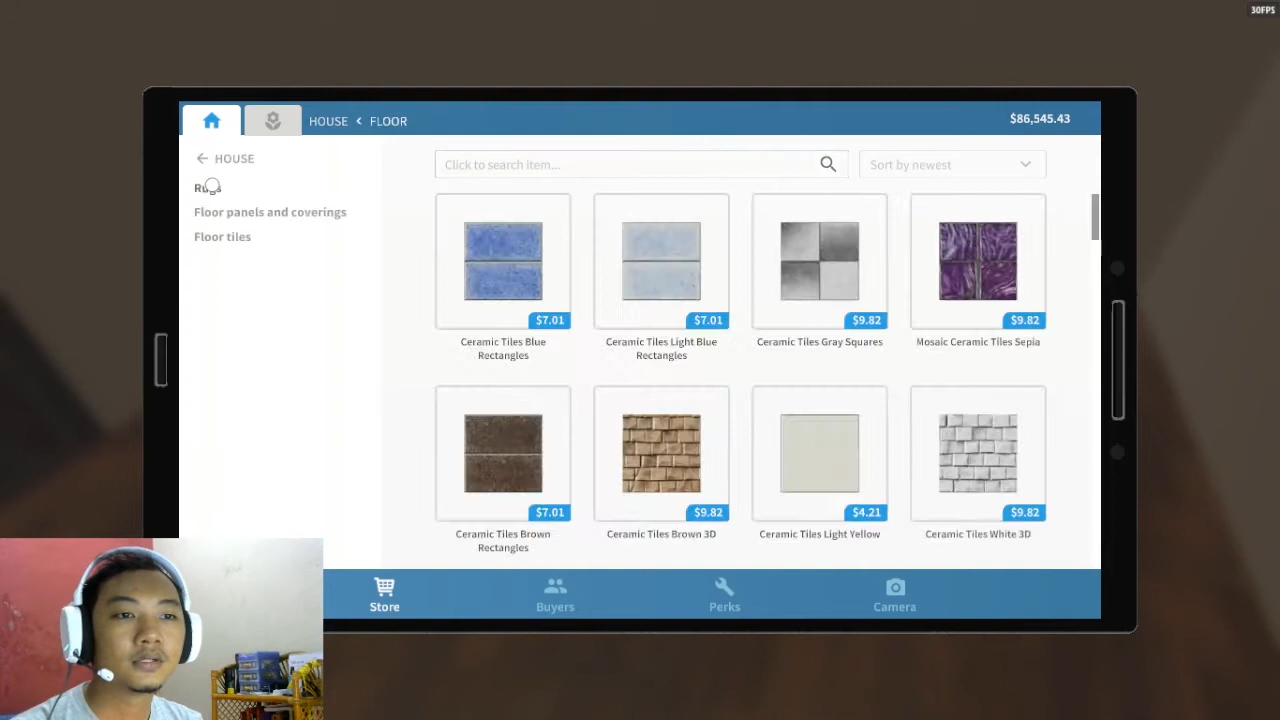 30FPS
HOUSE < FLOOR
$86,545.43
HOUSE
Rugs
Floor panels and coverings
Floor tiles
Click to search item...
Sort by newest
$7.01
$7.01
$9.82
$9.82
Ceramic Tiles Blue
Rectangles
Ceramic Tiles Light Blue
Rectangles
Ceramic Tiles Gray Squares
Mosaic Ceramic Tiles Sepia
$7.01
$9.82
$4.21
$9.82
Ceramic Tiles Brown
Rectangles
Ceramic Tiles Brown 3D
Ceramic Tiles Light Yellow
Ceramic Tiles White 3D
Store
Buyers
Perks
Camera